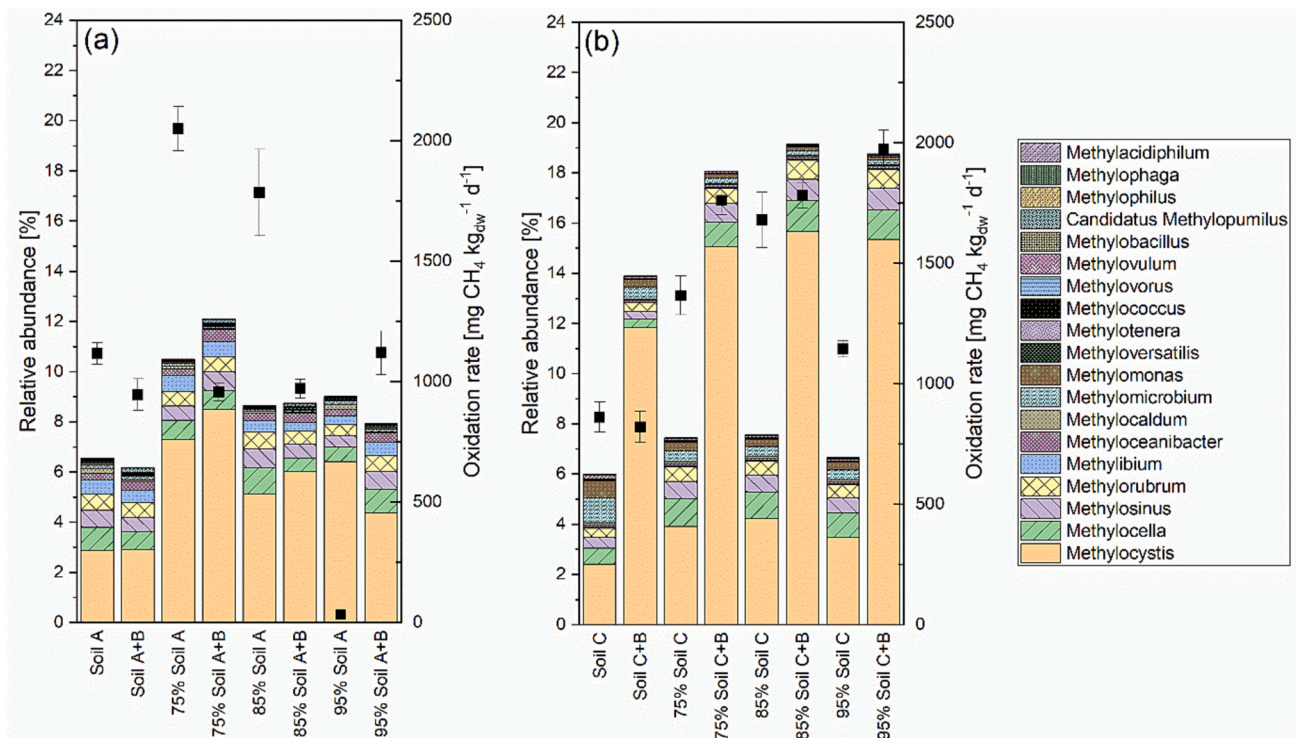 (a)
24
22
20
18
16
14
12
10
8
6
4
2
0
Relative abundance [%]
2500
2000
1500
1000
500
0
Oxidation rate [mg CH₄ kg_dw⁻¹ d⁻¹]
Soil A
Soil A+B
75% Soil A
75% Soil A+B
85% Soil A
85% Soil A+B
95% Soil A
95% Soil A+B
(b)
24
22
20
18
16
14
12
10
8
6
4
2
0
Relative abundance [%]
2500
2000
1500
1000
500
0
Oxidation rate [mg CH₄ kg_dw⁻¹ d⁻¹]
Soil C
Soil C+B
75% Soil C
75% Soil C+B
85% Soil C
85% Soil C+B
95% Soil C
95% Soil C+B
Methylacidiphilum
Methylophaga
Methylophilus
Candidatus Methylopumilus
Methylobacillus
Methylovulum
Methylovorus
Methylococcus
Methylotenera
Methyloversatilis
Methylomonas
Methylomicrobium
Methylocaldum
Methyloceanibacter
Methylibium
Methylorubrum
Methylosinus
Methylocella
Methylocystis